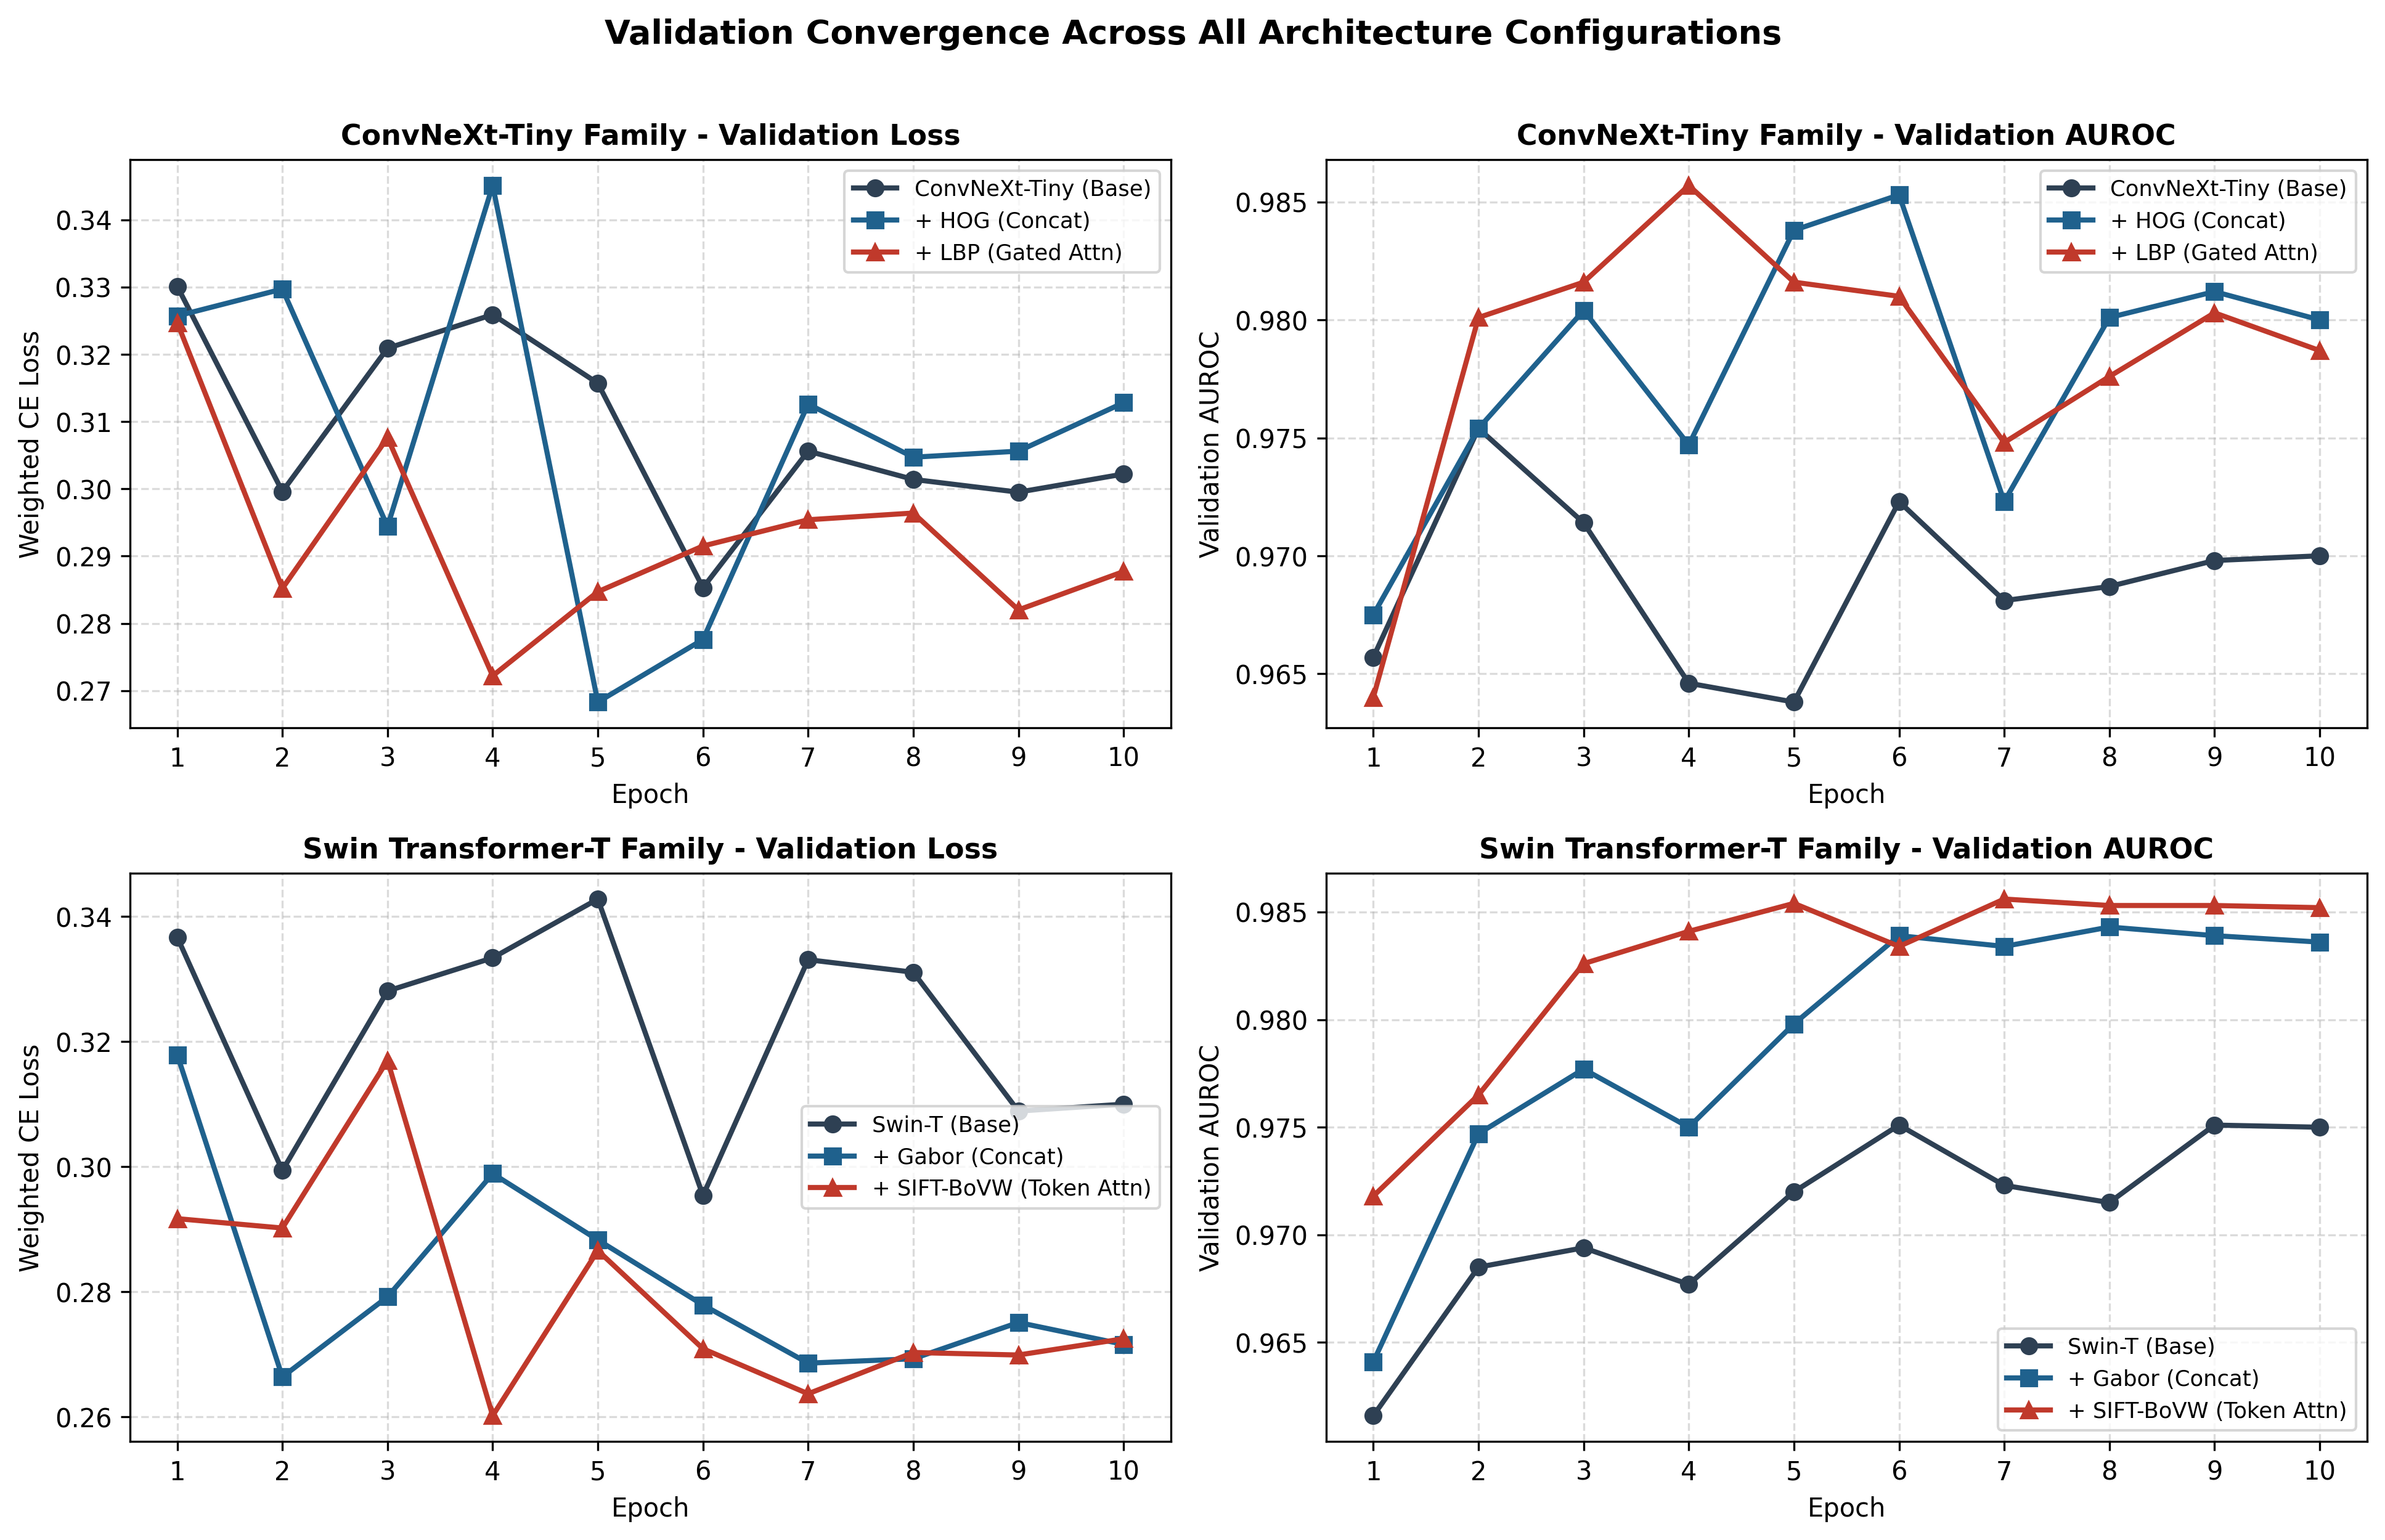 Validation Convergence Across All Architecture Configurations
ConvNeXt-Tiny Family - Validation Loss
Weighted CE Loss
0.34
0.33
0.32
0.31
0.30
0.29
0.28
0.27
ConvNeXt-Tiny (Base)
+ HOG (Concat)
+ LBP (Gated Attn)
1 2 3 4 5 6 7 8 9 10
Epoch
ConvNeXt-Tiny Family - Validation AUROC
Validation AUROC
0.985
0.980
0.975
0.970
0.965
ConvNeXt-Tiny (Base)
+ HOG (Concat)
+ LBP (Gated Attn)
1 2 3 4 5 6 7 8 9 10
Epoch
Swin Transformer-T Family - Validation Loss
Weighted CE Loss
0.34
0.32
0.30
0.28
0.26
Swin-T (Base)
+ Gabor (Concat)
+ SIFT-BoVW (Token Attn)
1 2 3 4 5 6 7 8 9 10
Epoch
Swin Transformer-T Family - Validation AUROC
Validation AUROC
0.985
0.980
0.975
0.970
0.965
Swin-T (Base)
+ Gabor (Concat)
+ SIFT-BoVW (Token Attn)
1 2 3 4 5 6 7 8 9 10
Epoch